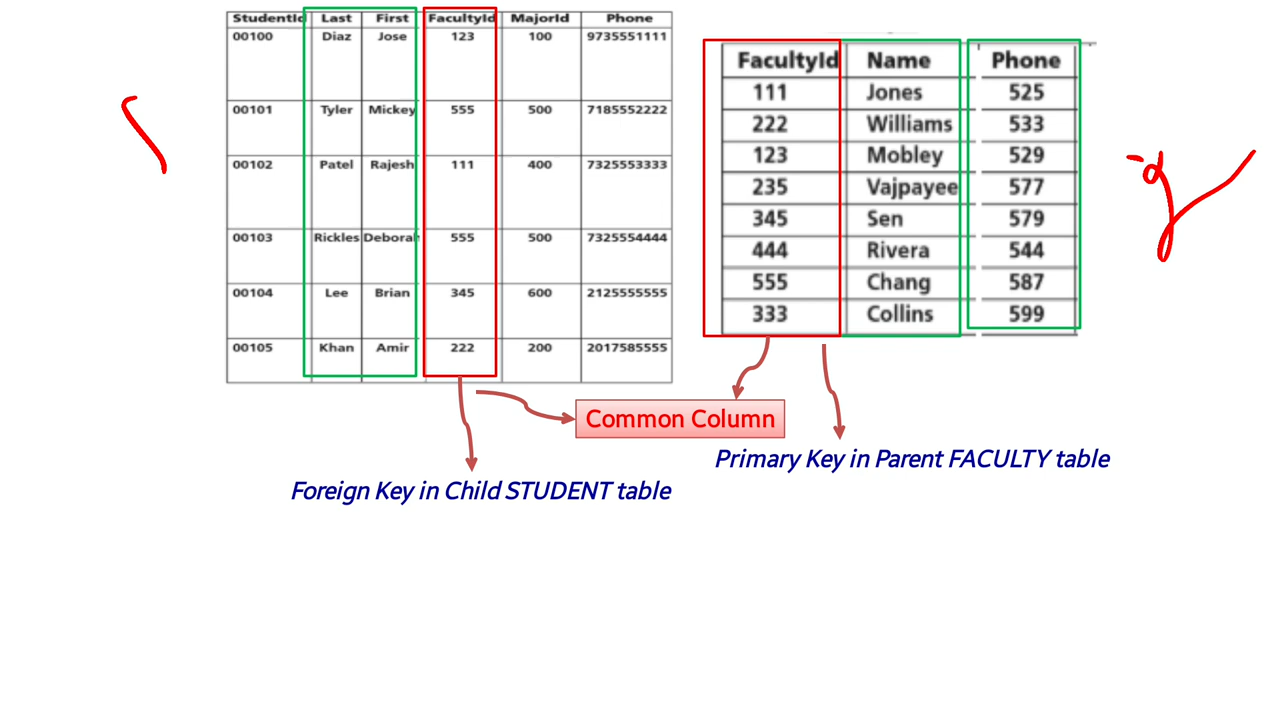 StudentId Last First FacultyId MajorId Phone
00100 Diaz Jose 123 100 9735551111
00101 Tyler Mickey 555 500 7185552222
00102 Patel Rajesh 111 400 7325553333
00103 Rickles Deborah 555 500 7325554444
00104 Lee Brian 345 600 2125555555
00105 Khan Amir 222 200 2017585555
FacultyId Name Phone
111 Jones 525
222 Williams 533
123 Mobley 529
235 Vajpayee 577
345 Sen 579
444 Rivera 544
555 Chang 587
333 Collins 599
Common Column
Primary Key in Parent FACULTY table
Foreign Key in Child STUDENT table